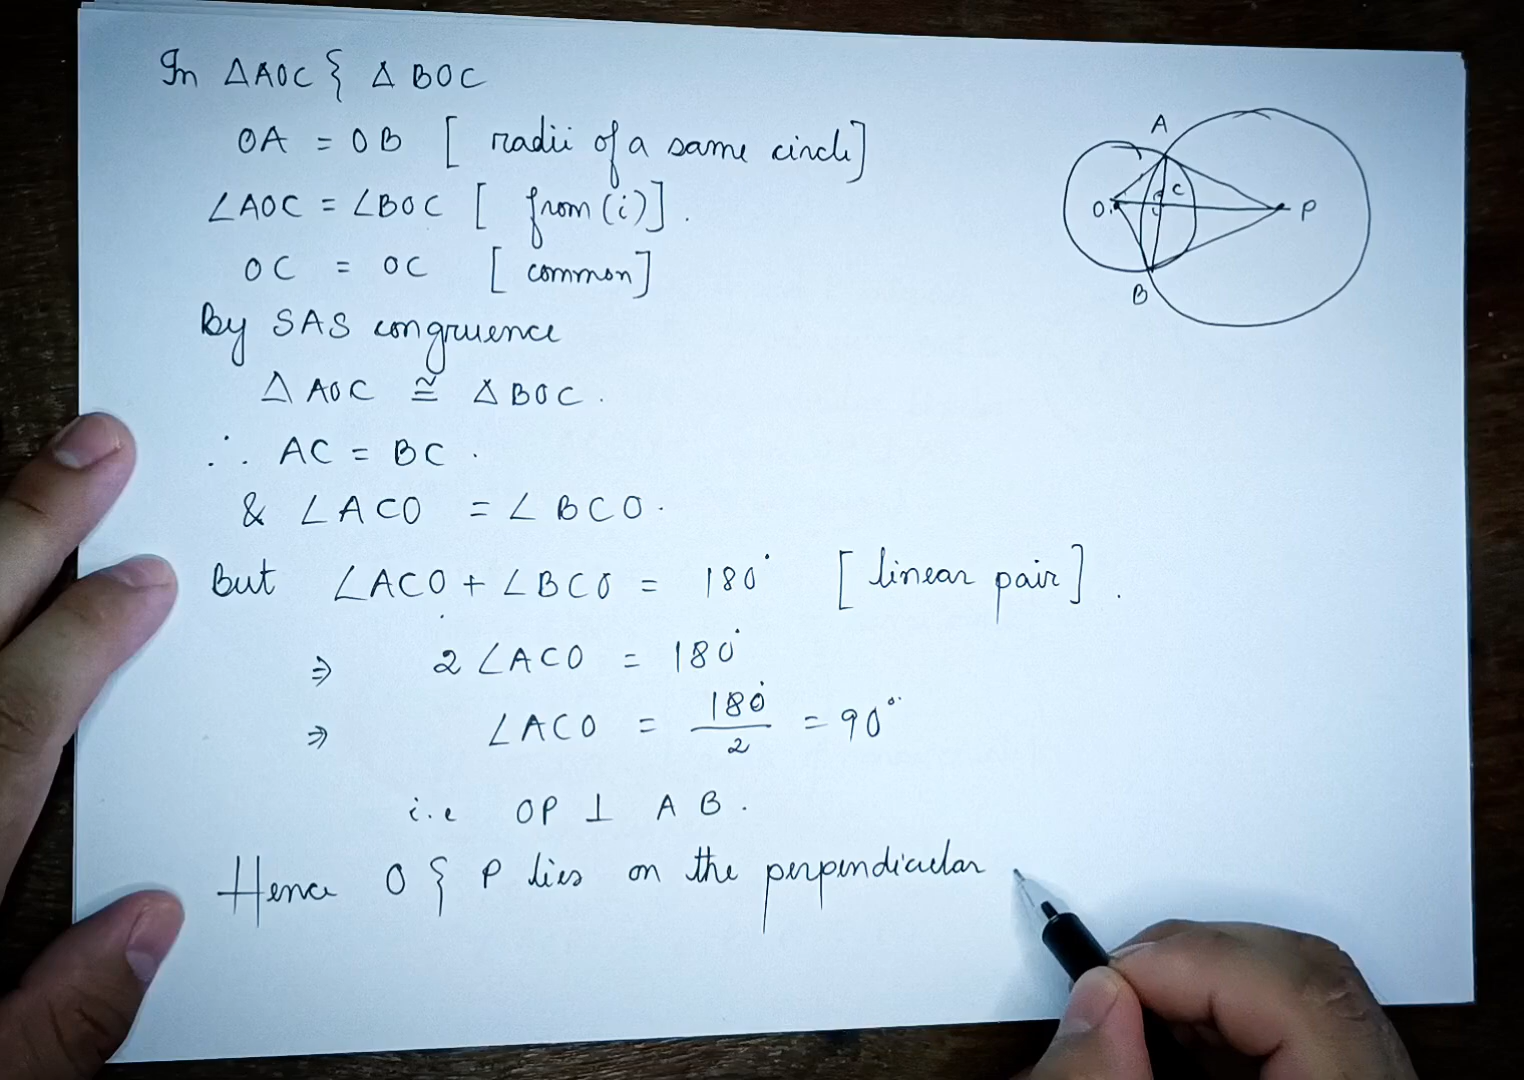 In ΔAOC & ΔBOC
OA = OB [radii of a same circle]
∠AOC = ∠BOC [from (i)].
OC = OC [common]
By SAS congruence
ΔAOC ≅ ΔBOC.
∴ AC = BC.
& ∠ACO = ∠BCO.
But ∠ACO + ∠BCO = 180° [linear pair].
⇒ 2∠ACO = 180°
⇒ ∠ACO = 180°/2 = 90°
i.e OP ⊥ AB.
Hence O & P lies on the perpendicular
A
C
O
P
B